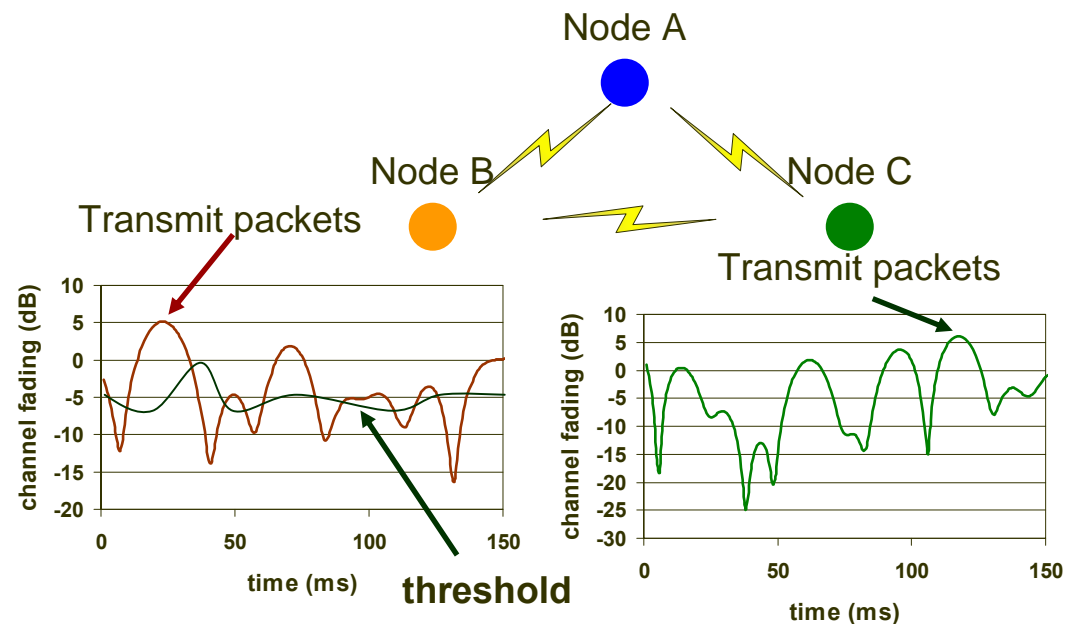 Node A
Node B
Node C
Transmit packets
Transmit packets
channel fading (dB)
10
5
0
-5
-10
-15
-20
0
50
100
150
time (ms)
threshold
channel fading (dB)
10
5
0
-5
-10
-15
-20
-25
-30
0
50
100
150
time (ms)